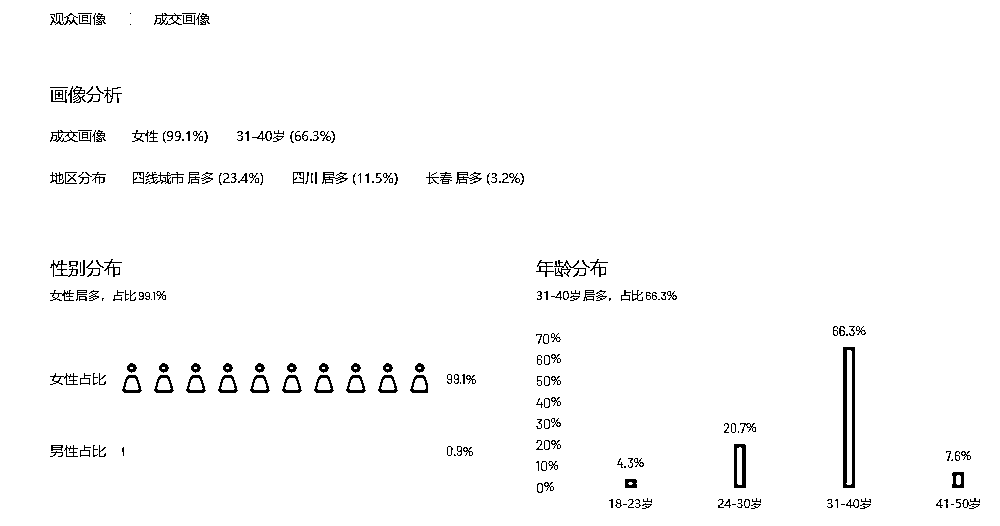 观众画像 成交画像
画像分析
成交画像 女性 (99.1%) 31-40岁 (66.3%)
地区分布 四线城市 居多 (23.4%) 四川 居多 (11.5%) 长春 居多 (3.2%)
性别分布
女性居多，占比99.1%
女性占比 99.1%
男性占比 0.9%
年龄分布
31-40岁居多，占比66.3%
70%
60%
50%
40%
30%
20%
10%
0%
4.3%
20.7%
66.3%
7.6%
18-23岁 24-30岁 31-40岁 41-50岁